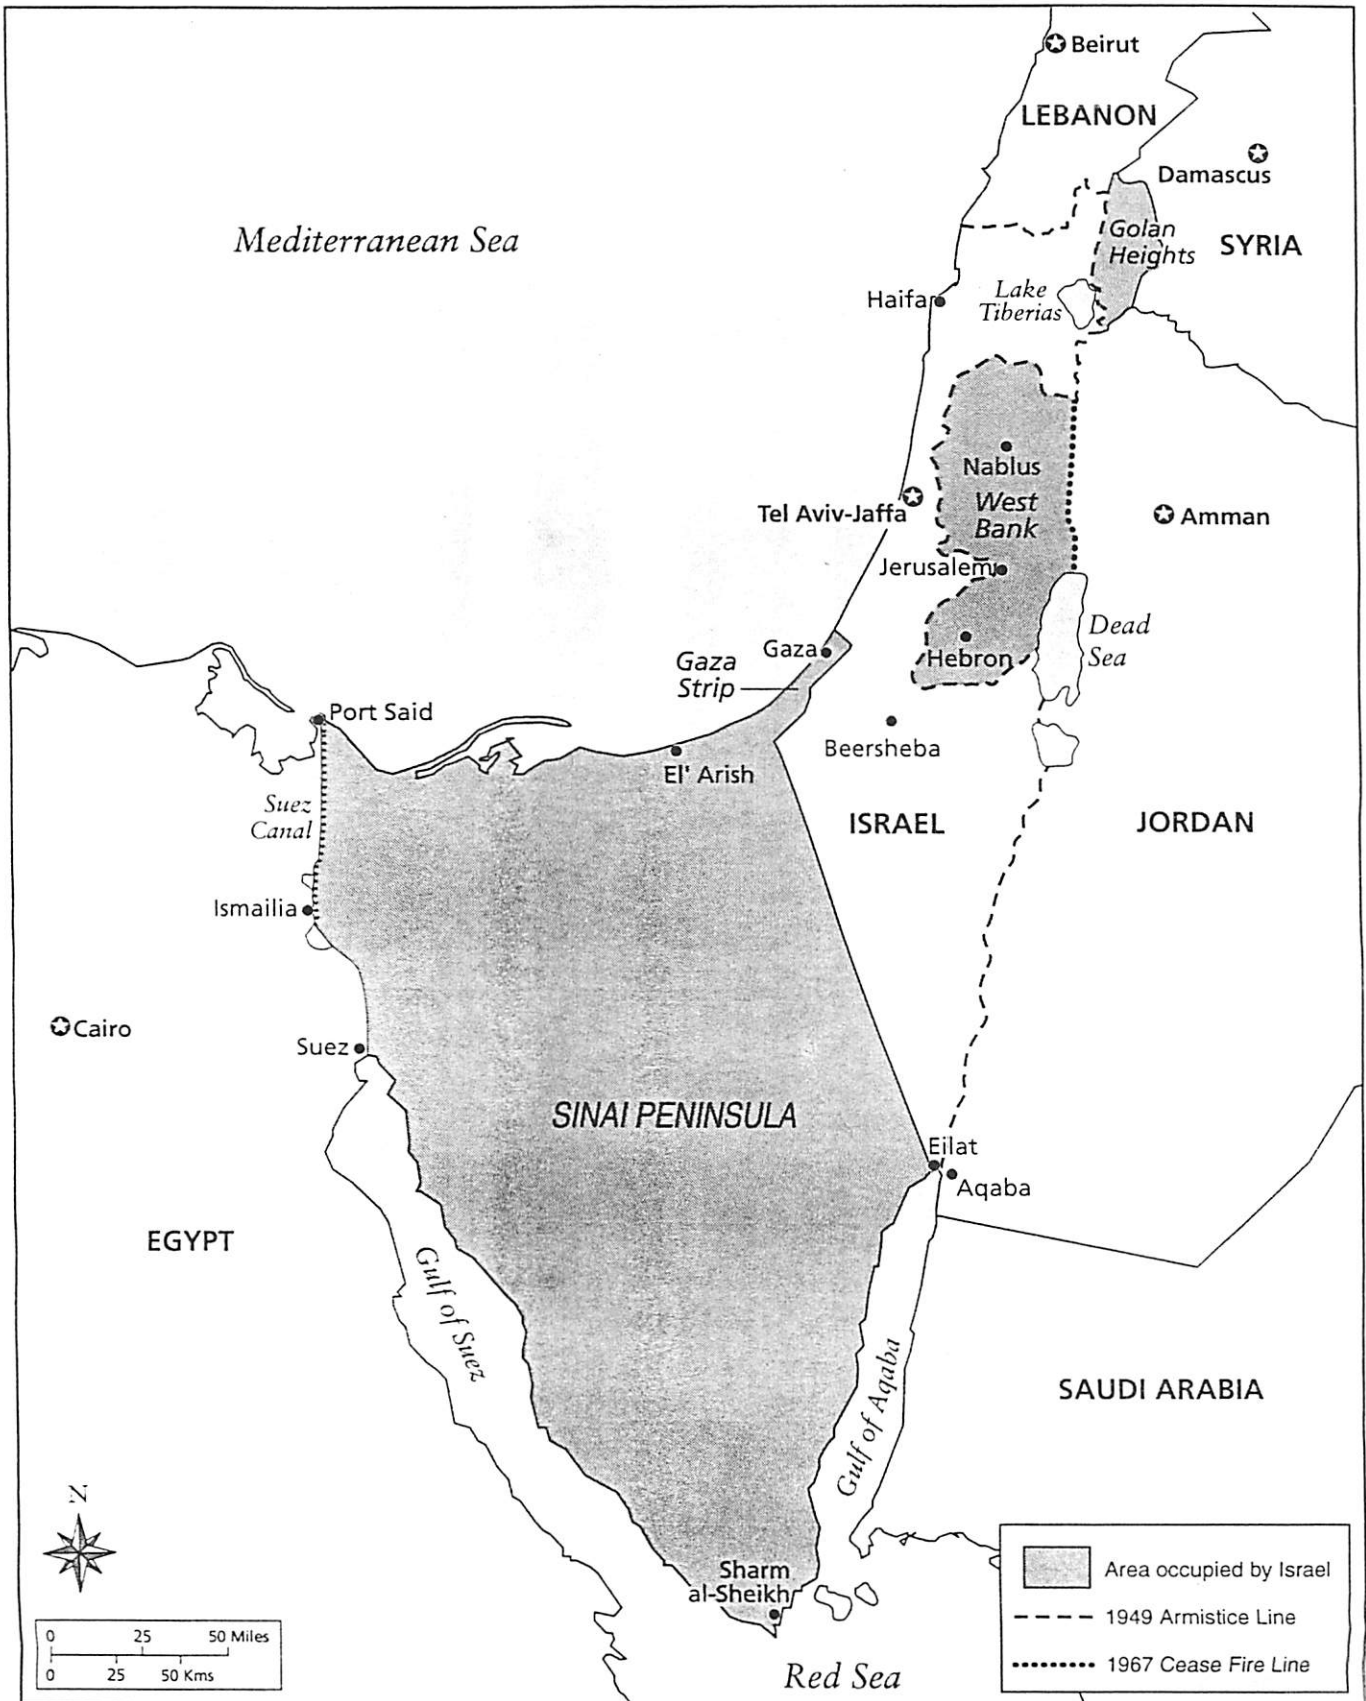 Beirut
LEBANON
Damascus
Mediterranean Sea
Golan
Heights
SYRIA
Haifa
Lake
Tiberias
Nablus
West
Bank
Tel Aviv-Jaffa
Amman
Jerusalem
Dead
Sea
Gaza
Gaza
Strip
Hebron
Port Said
Beersheba
El' Arish
Suez
Canal
ISRAEL
JORDAN
Ismailia
Cairo
Suez
SINAI PENINSULA
Eilat
Aqaba
EGYPT
Gulf of Suez
Gulf of Aqaba
SAUDI ARABIA
N
Sharm
al-Sheikh
Red Sea
0 25 50 Miles
0 25 50 Kms
Area occupied by Israel
1949 Armistice Line
1967 Cease Fire Line